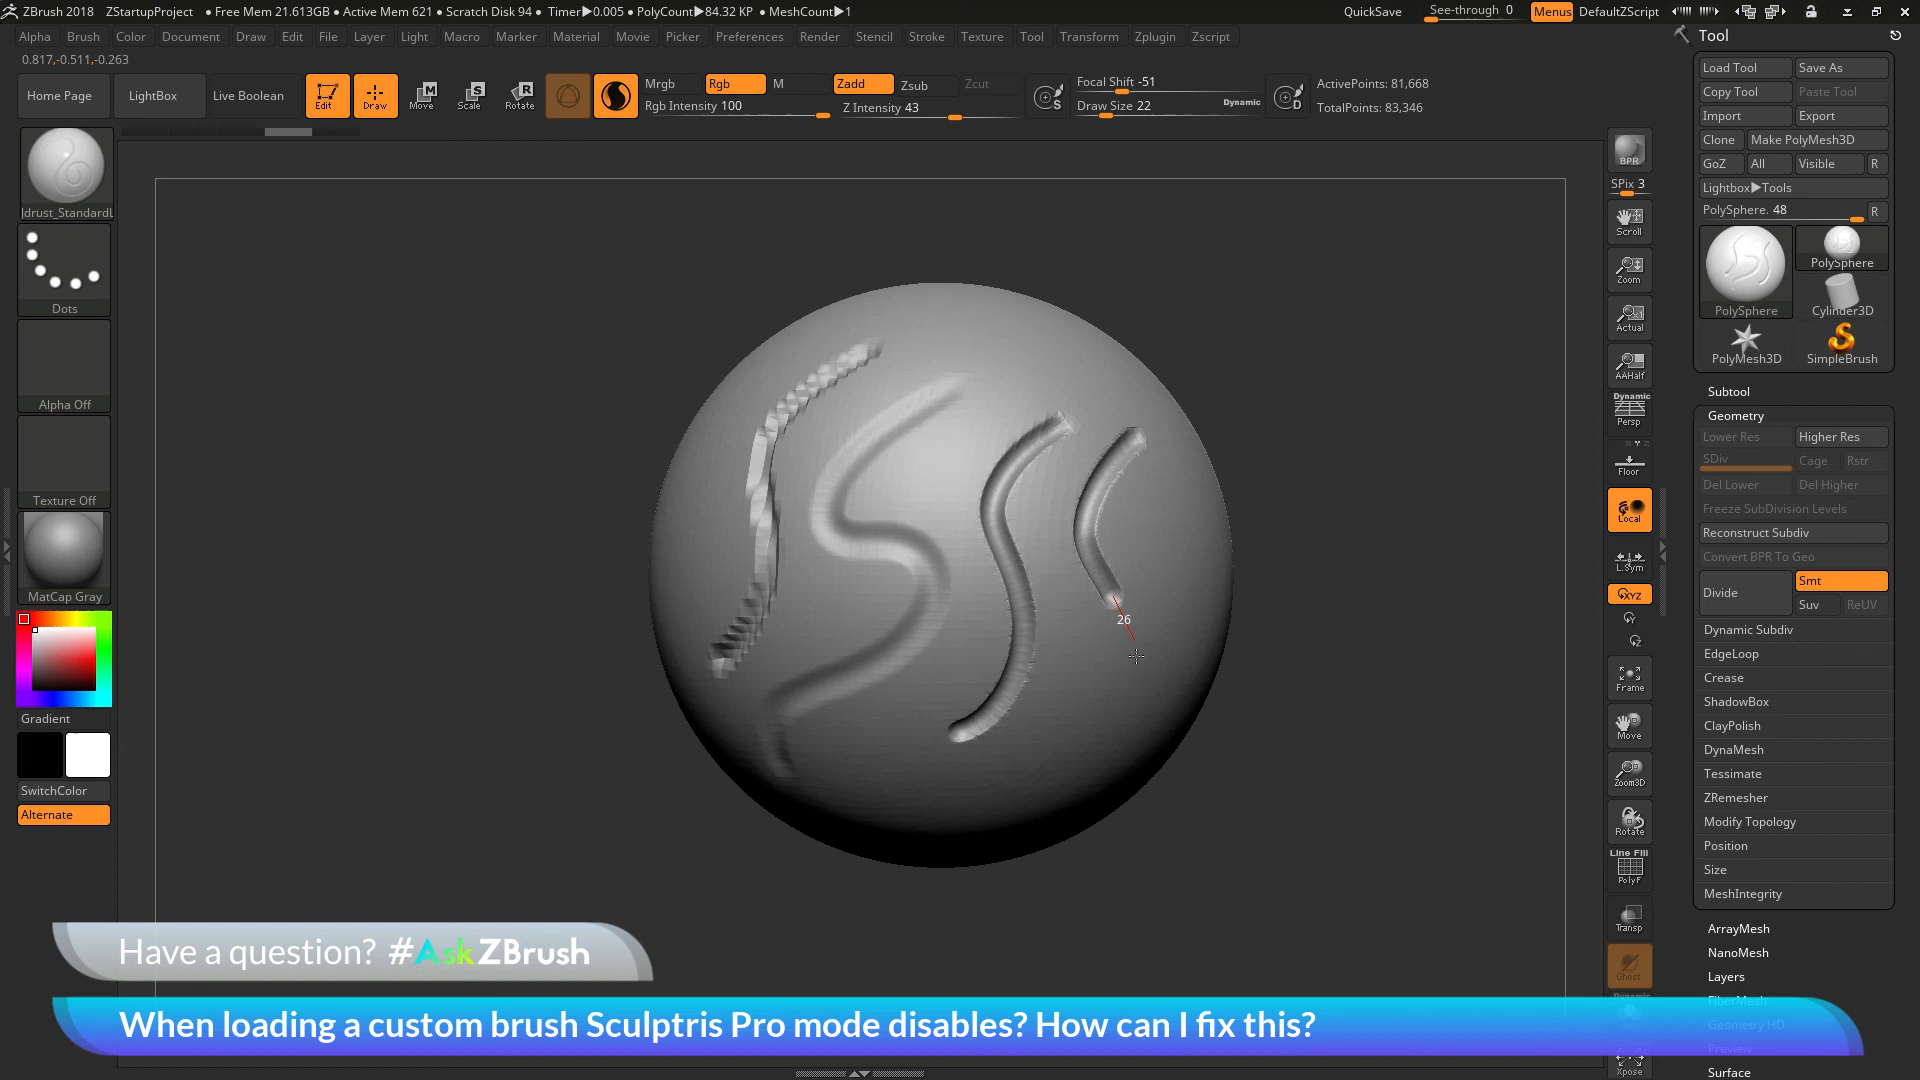 ZBrush 2018 ZStartupProject • Free Mem 21.613GB • Active Mem 621 • Scratch Disk 94 • Timer▶0.005 • PolyCount▶84.32 KP • MeshCount▶1 QuickSave See-through 0 Menus DefaultZScript
Alpha Brush Color Document Draw Edit File Layer Light Macro Marker Material Movie Picker Preferences Render Stencil Stroke Texture Tool Transform Zplugin Zscript
Tool
0.817,-0.511,-0.263
Home Page LightBox Live Boolean Edit Draw Move Scale Rotate
Mrgb Rgb M Zadd Zsub Zcut
Rgb Intensity 100 Z Intensity 43
Focal Shift -51
Draw Size 22 Dynamic
ActivePoints: 81,668
TotalPoints: 83,346
Load Tool Save As
Copy Tool Paste Tool
Import Export
Clone Make PolyMesh3D
GoZ All Visible R
Lightbox▶Tools
PolySphere. 48 R
PolySphere PolySphere
Cylinder3D
PolyMesh3D SimpleBrush
Subtool
Geometry
Lower Res Higher Res
SDiv Cage Rstr
Del Lower Del Higher
Freeze SubDivision Levels
Reconstruct Subdiv
Convert BPR To Geo
Divide Smt
Suv ReUV
Dynamic Subdiv
EdgeLoop
Crease
ShadowBox
ClayPolish
DynaMesh
Tessimate
ZRemesher
Modify Topology
Position
Size
MeshIntegrity
ArrayMesh
NanoMesh
Layers
FiberMesh
Geometry HD
Preview
Surface
Jdrust_StandardL
Dots
Alpha Off
Texture Off
MatCap Gray
Gradient
SwitchColor
Alternate
BPR
SPix 3
Scroll
Zoom
Actual
AAHalf
Dynamic
Persp
Floor
Local
L.Sym
XYZ
Frame
Move
Zoom3D
Rotate
Line Fill
PolyF
Transp
Ghost
Dynamic
Xpose
26
Have a question? #AskZBrush
When loading a custom brush Sculptris Pro mode disables? How can I fix this?